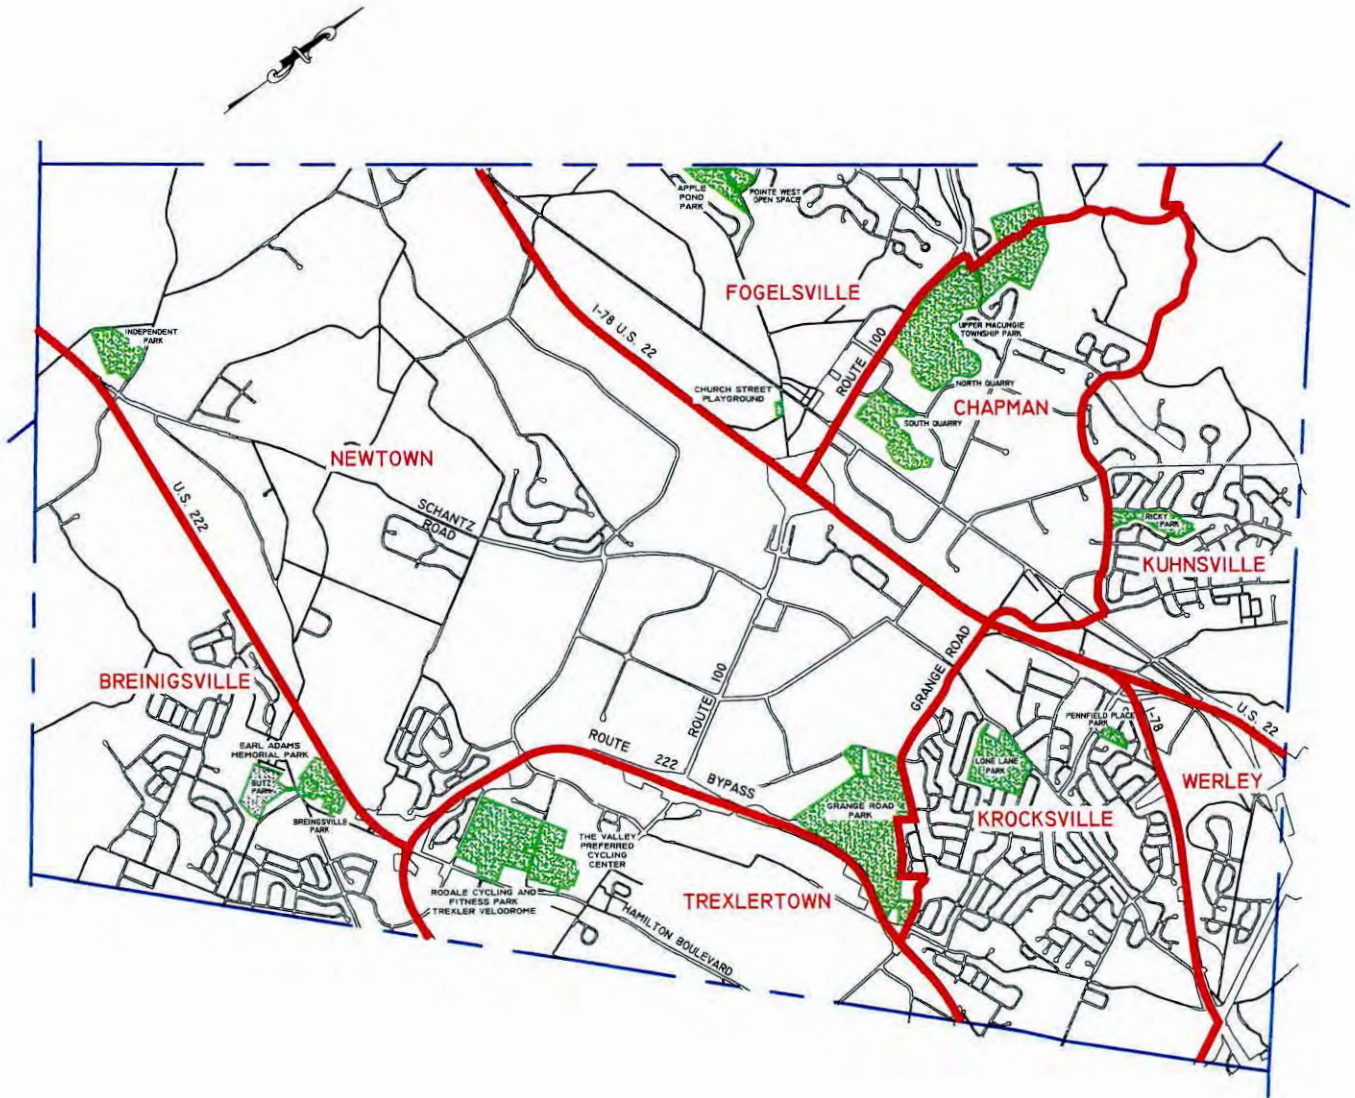 APPLE
POND
PARK
POINTE WEST
OPEN SPACE
FOGELSVILLE
I-78 U.S. 22
INDEPENDENT
PARK
UPPER MACUNGIE
TOWNSHIP PARK
ROUTE 100
NORTH QUARRY
CHURCH STREET
PLAYGROUND
CHAPMAN
SOUTH QUARRY
NEWTOWN
U.S. 222
SCHANTZ
ROAD
RICKY
PARK
KUHNSVILLE
GRANGE ROAD
BREINIGSVILLE
ROUTE 100
PENNFIELD PLACE
PARK
I-78
U.S. 22
EARL ADAMS
MEMORIAL PARK
BUTZ
PARK
ROUTE 222 BYPASS
LONE LANE
PARK
WERLEY
GRANGE ROAD
PARK
KROCKSVILLE
BREINGSVILLE
PARK
THE VALLEY
PREFERRED
CYCLING
CENTER
RODALE CYCLING AND
FITNESS PARK
TREXLER VELODROME
TREXLERTOWN
HAMILTON BOULEVARD